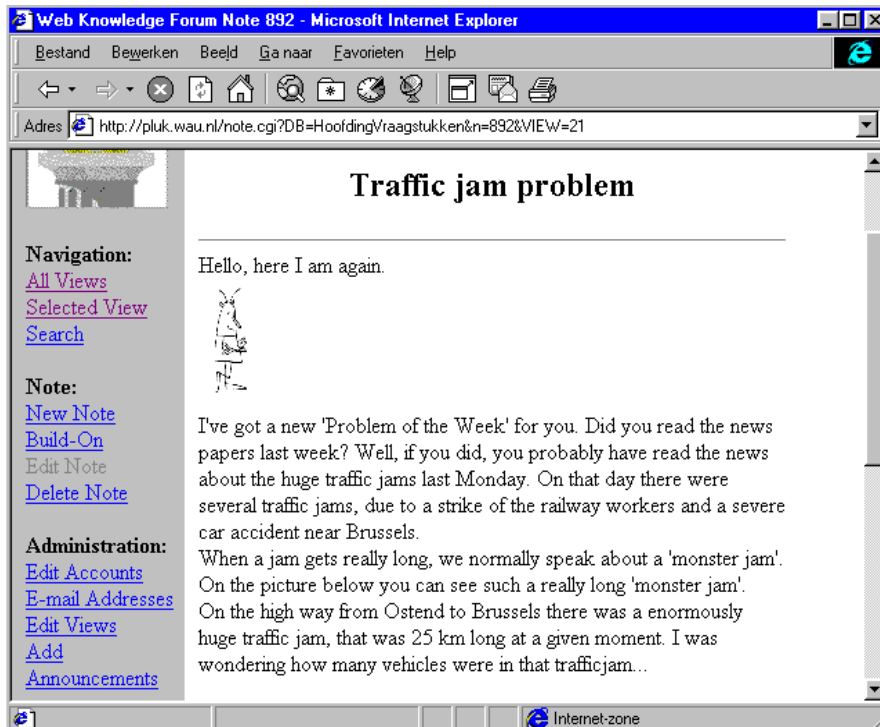 Web Knowledge Forum Note 892 - Microsoft Internet Explorer
Bestand Bewerken Beeld Ga naar Favorieten Help
Adres http://pluk.wau.nl/note.cgi?DB=HoofdingVraagstukken&n=892&VIEW=21
Traffic jam problem
Navigation:
All Views
Selected View
Search
Note:
New Note
Build-On
Edit Note
Delete Note
Administration:
Edit Accounts
E-mail Addresses
Edit Views
Add
Announcements
Hello, here I am again.
I've got a new 'Problem of the Week' for you. Did you read the news
papers last week? Well, if you did, you probably have read the news
about the huge traffic jams last Monday. On that day there were
several traffic jams, due to a strike of the railway workers and a severe
car accident near Brussels.
When a jam gets really long, we normally speak about a 'monster jam'.
On the picture below you can see such a really long 'monster jam'.
On the high way from Ostend to Brussels there was a enormously
huge traffic jam, that was 25 km long at a given moment. I was
wondering how many vehicles were in that trafficjam...
Internet-zone